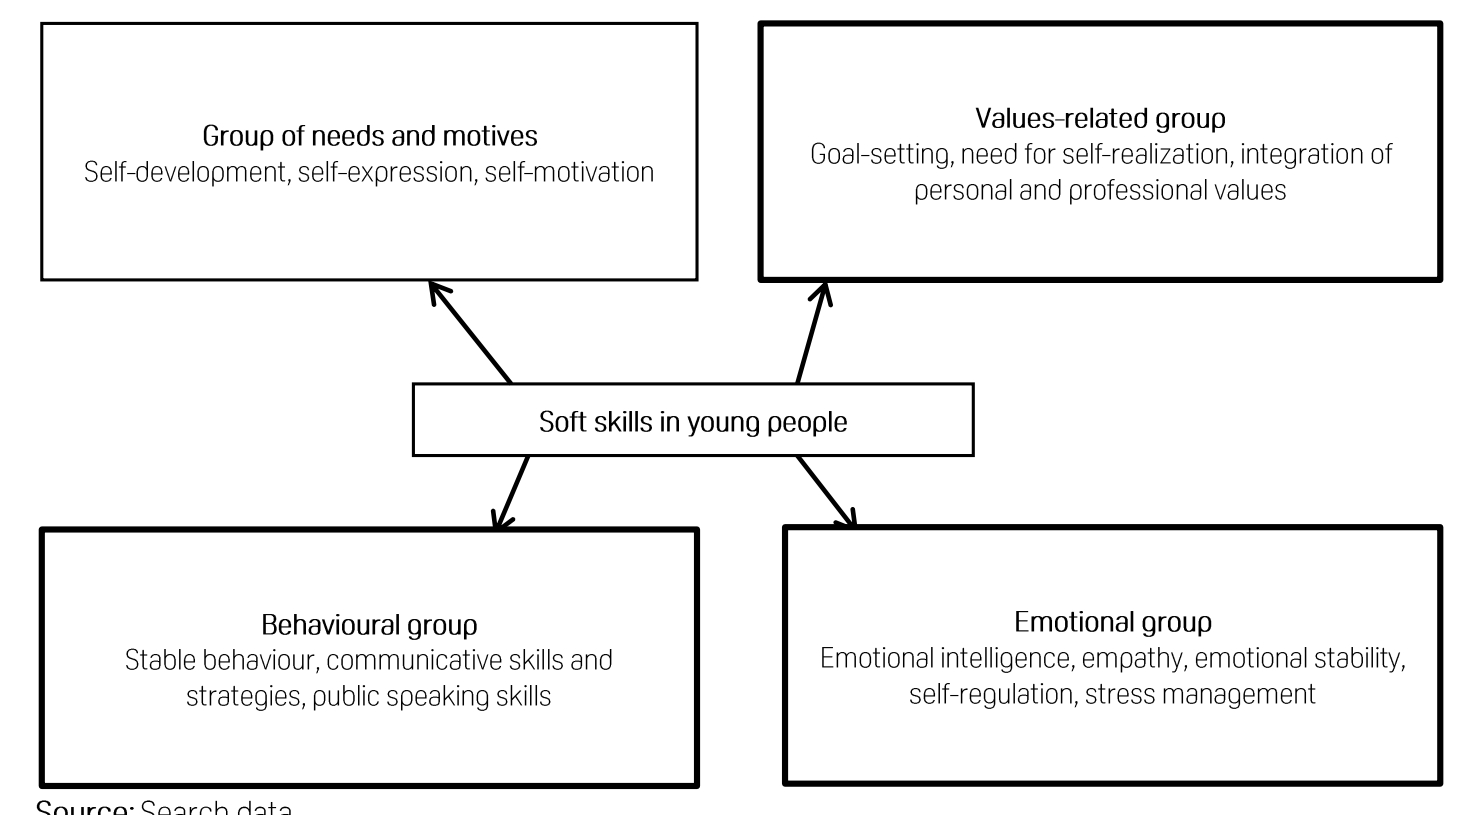 Group of needs and motives
Self-development, self-expression, self-motivation
Values-related group
Goal-setting, need for self-realization, integration of
personal and professional values
Soft skills in young people
Behavioural group
Stable behaviour, communicative skills and
strategies, public speaking skills
Emotional group
Emotional intelligence, empathy, emotional stability,
self-regulation, stress management
Source: Search data